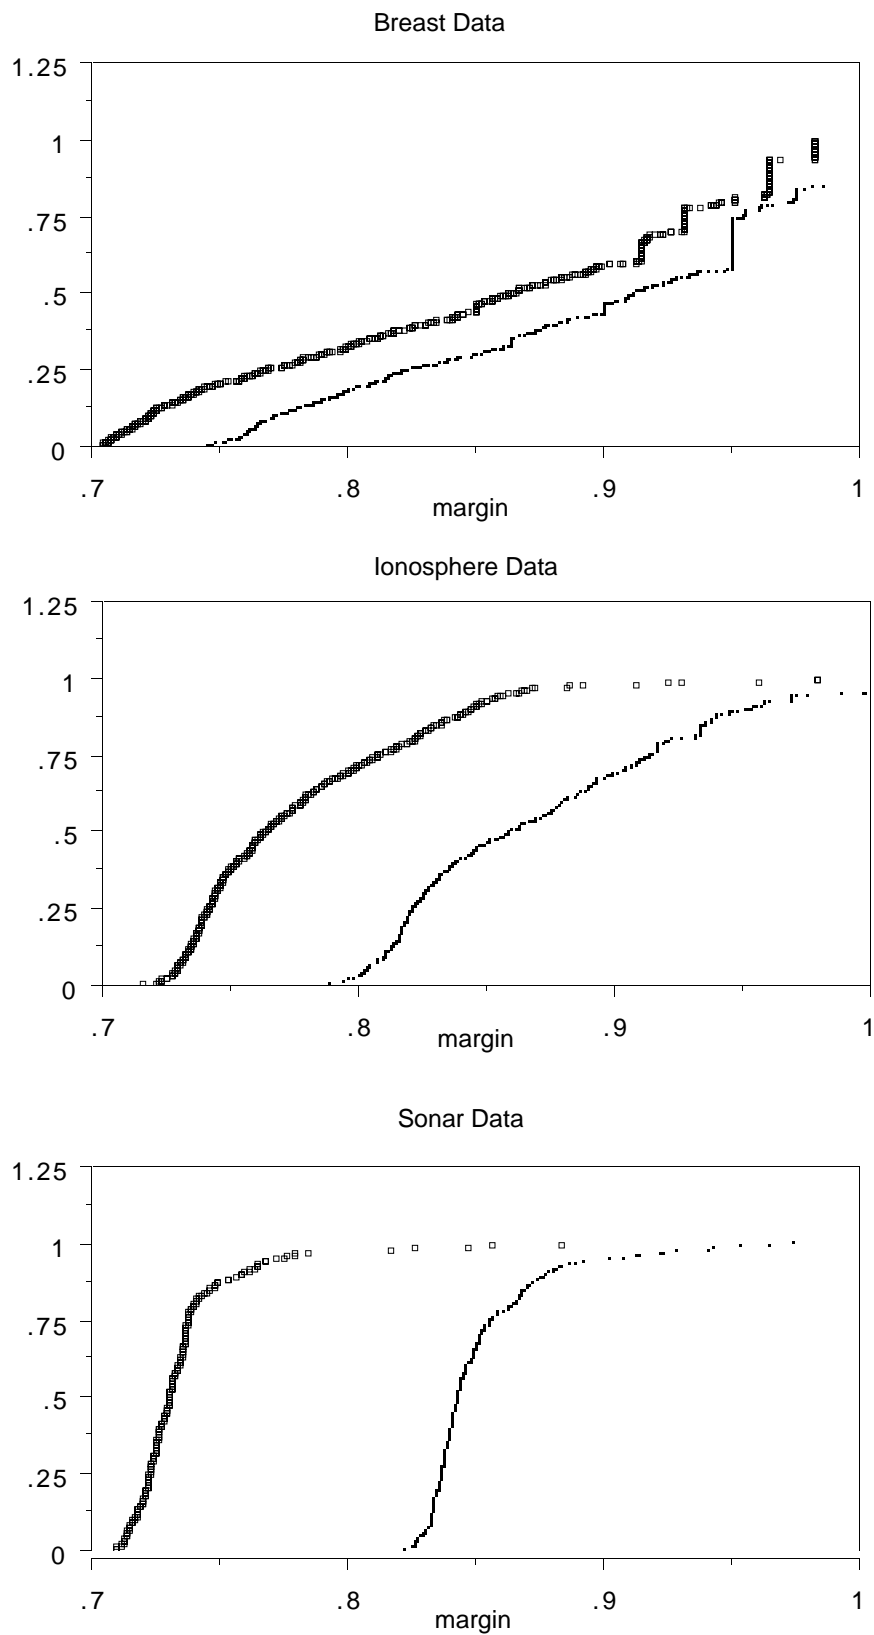 Breast Data
1.25
1
.75
.5
.25
0
.7 .8 .9 1
margin
Ionosphere Data
1.25
1
.75
.5
.25
0
.7 .8 .9 1
margin
Sonar Data
1.25
1
.75
.5
.25
0
.7 .8 .9 1
margin